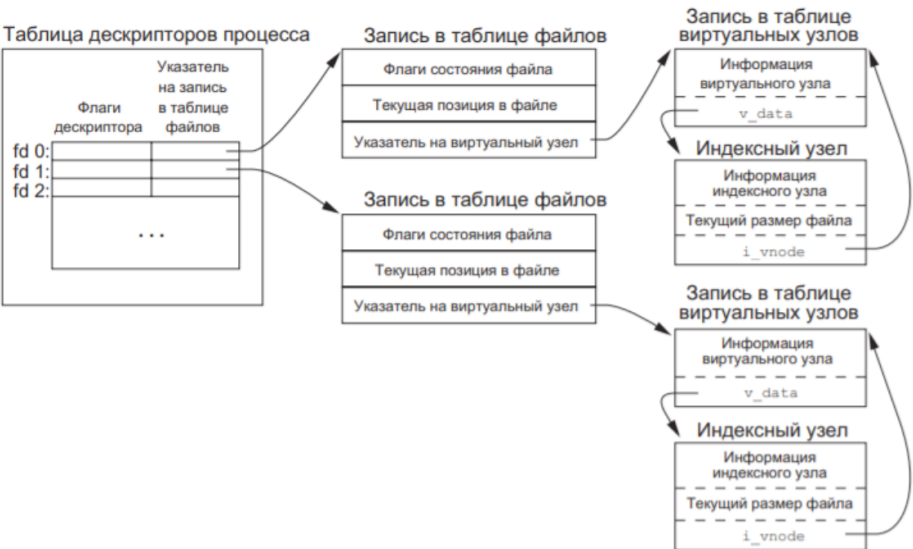 Таблица дескрипторов процесса
Флаги
дескриптора
Указатель
на запись
в таблице
файлов
fd 0:
fd 1:
fd 2:
...
Запись в таблице файлов
Флаги состояния файла
Текущая позиция в файле
Указатель на виртуальный узел
Запись в таблице файлов
Флаги состояния файла
Текущая позиция в файле
Указатель на виртуальный узел
Запись в таблице
виртуальных узлов
Информация
виртуального узла
v_data
Индексный узел
Информация
индексного узла
Текущий размер файла
i_vnode
Запись в таблице
виртуальных узлов
Информация
виртуального узла
v_data
Индексный узел
Информация
индексного узла
Текущий размер файла
i_vnode